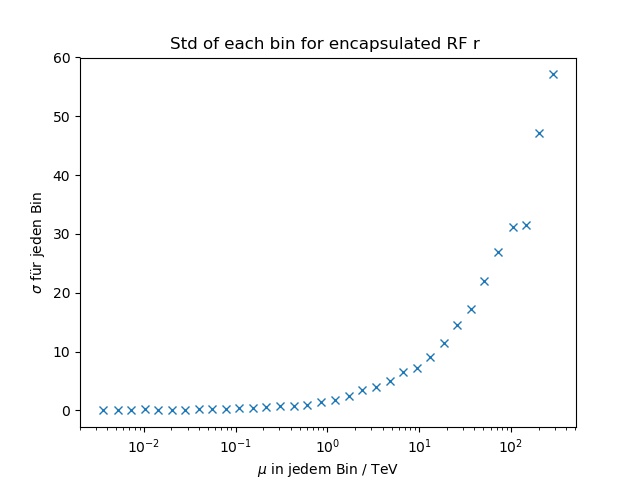 Std of each bin for encapsulated RF r
σ für jeden Bin
60
50
40
30
20
10
0
10⁻² 10⁻¹ 10⁰ 10¹ 10²
μ in jedem Bin / TeV